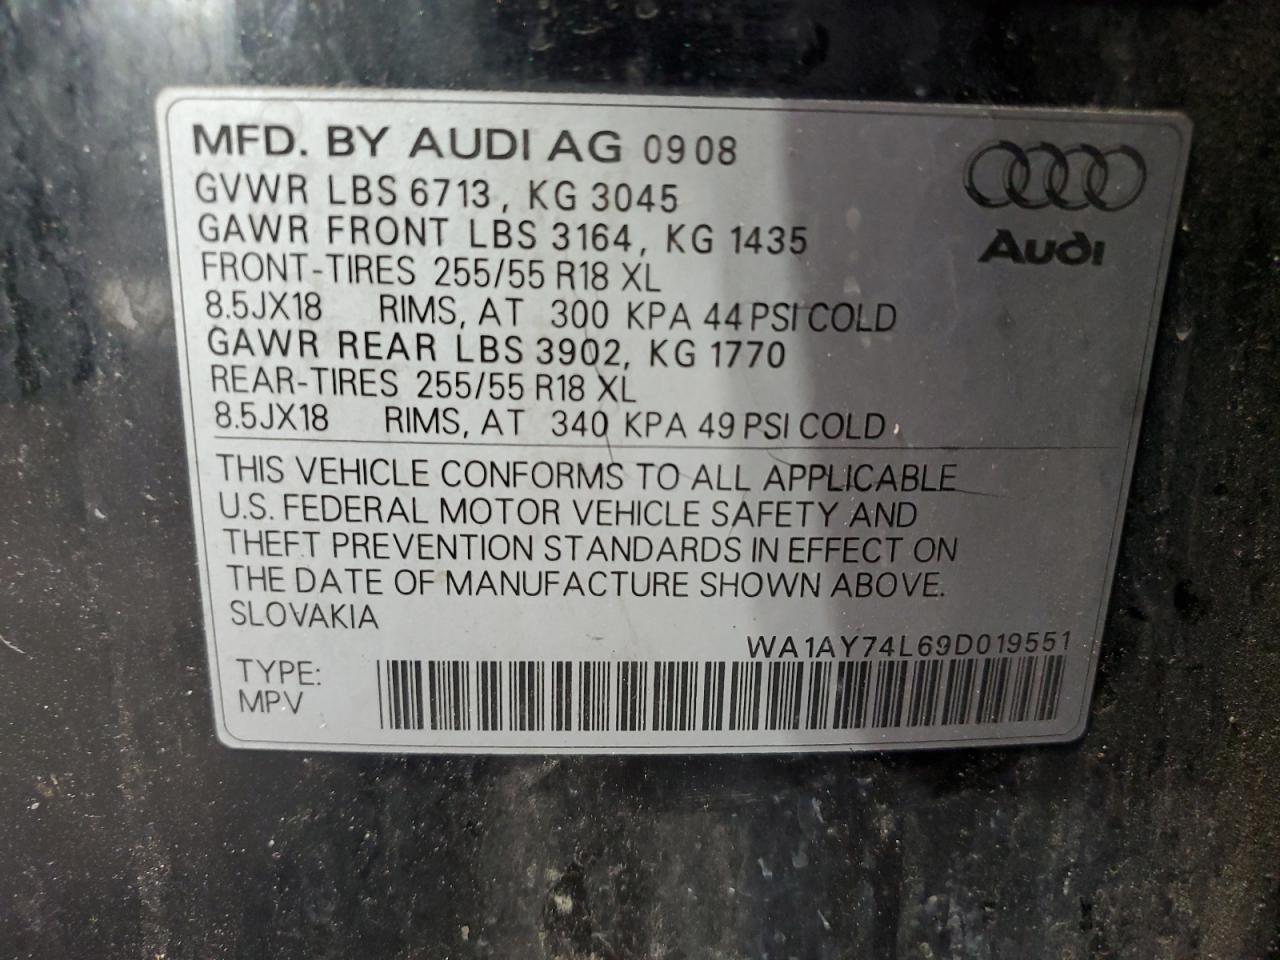 MFD. BY AUDI AG 09 08
GVWR LBS 6713, KG 3045
GAWR FRONT LBS 3164, KG 1435
FRONT-TIRES 255/55 R18 XL
8.5JX18 RIMS, AT 300 KPA 44 PSI COLD
GAWR REAR LBS 3902, KG 1770
REAR-TIRES 255/55 R18 XL
8.5JX18 RIMS, AT 340 KPA 49 PSI COLD
Audi
THIS VEHICLE CONFORMS TO ALL APPLICABLE
U.S. FEDERAL MOTOR VEHICLE SAFETY AND
THEFT PREVENTION STANDARDS IN EFFECT ON
THE DATE OF MANUFACTURE SHOWN ABOVE.
SLOVAKIA
WA1AY74L69D019551
TYPE:
MPV